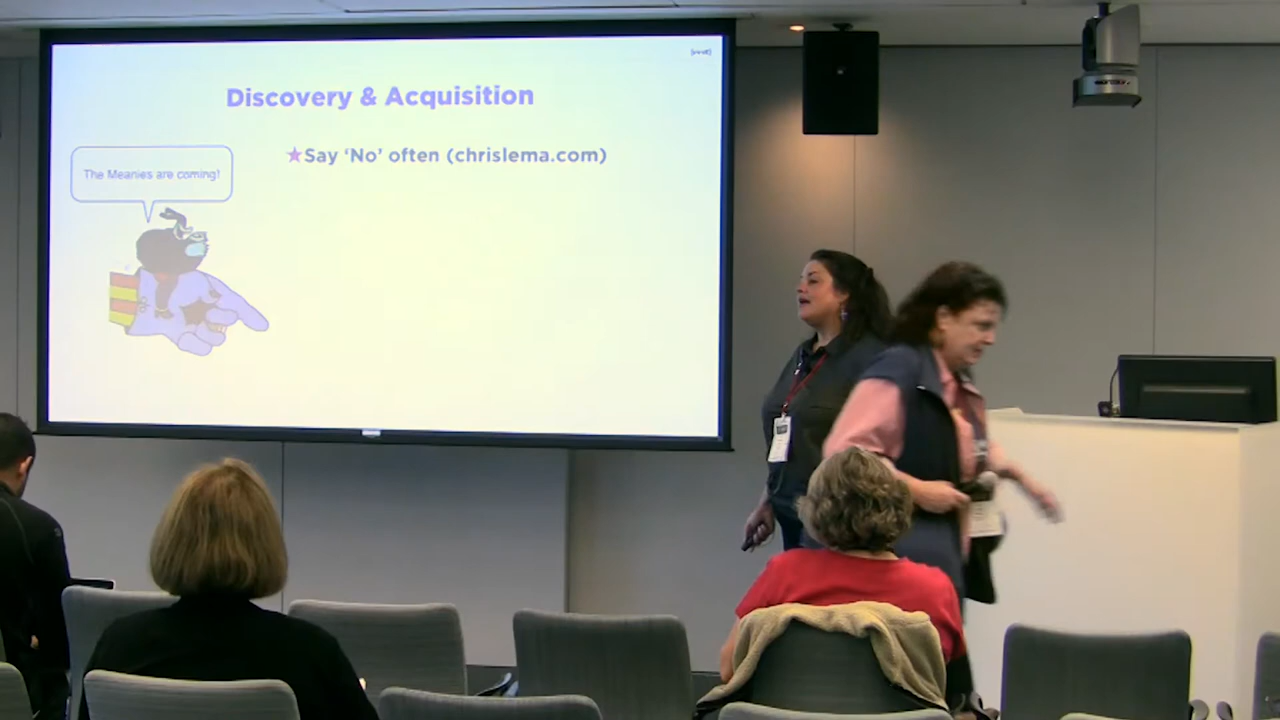 Discovery & Acquisition
★Say ‘No’ often (chrislema.com)
The Meanies are coming!